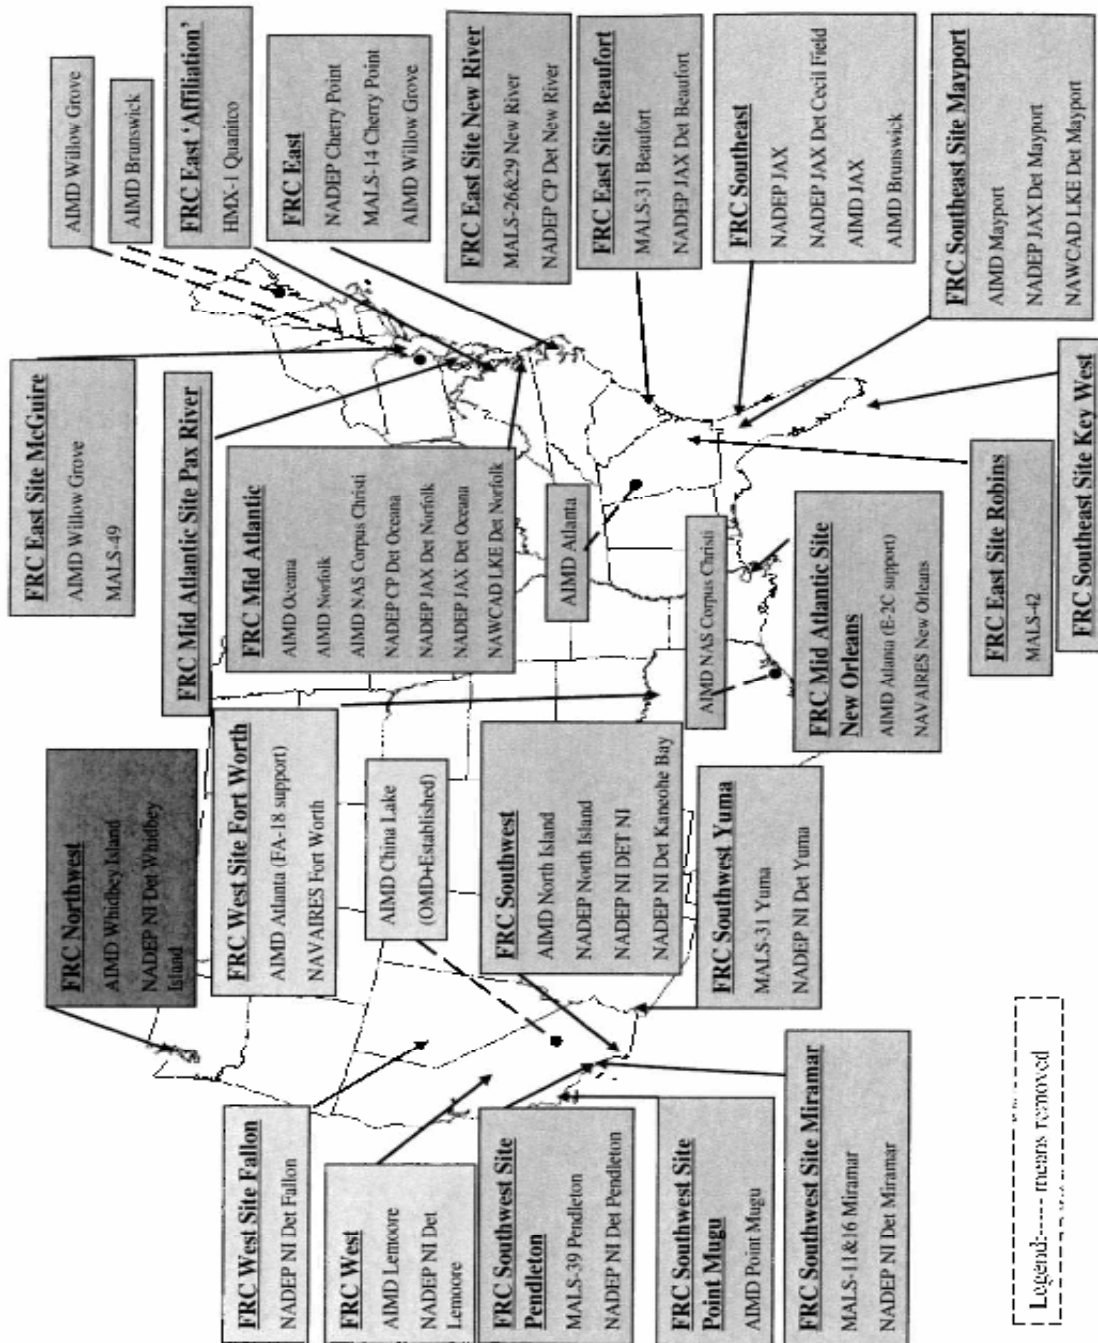 FRC Northwest
AIMD Whidbey Island
NADEP NI Det Whidbey
Island
FRC West Site Fallon
NADEP NI Det Fallon
FRC West Site Fort Worth
AIMD Atlanta (FA-18 support)
NAVAIRES Fort Worth
FRC West
AIMD Lemoore
NADEP NI Det
Lemoore
AIMD China Lake
(OMD+Established)
FRC Southwest Site
Pendleton
MALS-39 Pendleton
NADEP NI Det Pendleton
FRC Southwest
AIMD North Island
NADEP North Island
NADEP NI DET NI
NADEP NI Det Kaneohe Bay
FRC Southwest Site
Point Mugu
AIMD Point Mugu
FRC Southwest Yuma
MALS-31 Yuma
NADEP NI Det Yuma
FRC Southwest Site Miramar
MALS-11&16 Miramar
NADEP NI Det Miramar
FRC East Site McGuire
AIMD Willow Grove
MALS-49
FRC Mid Atlantic Site Pax River
FRC Mid Atlantic
AIMD Oceana
AIMD Norfolk
AIMD NAS Corpus Christi
NADEP CP Det Oceana
NADEP JAX Det Norfolk
NADEP JAX Det Oceana
NAWCAD LKE Det Norfolk
AIMD Atlanta
AIMD NAS Corpus Christi
FRC Mid Atlantic Site
New Orleans
AIMD Atlanta (E-2C support)
NAVAIRES New Orleans
AIMD Willow Grove
AIMD Brunswick
FRC East 'Affiliation'
HMX-1 Quanitco
FRC East
NADEP Cherry Point
MALS-14 Cherry Point
AIMD Willow Grove
FRC East Site New River
MALS-26&29 New River
NADEP CP Det New River
FRC East Site Beaufort
MALS-31 Beaufort
NADEP JAX Det Beaufort
FRC Southeast
NADEP JAX
NADEP JAX Det Cecil Field
AIMD JAX
AIMD Brunswick
FRC Southeast Site Mayport
AIMD Mayport
NADEP JAX Det Mayport
NAWCAD LKE Det Mayport
FRC East Site Robins
MALS-42
FRC Southeast Site Key West
Legend:---- means removed